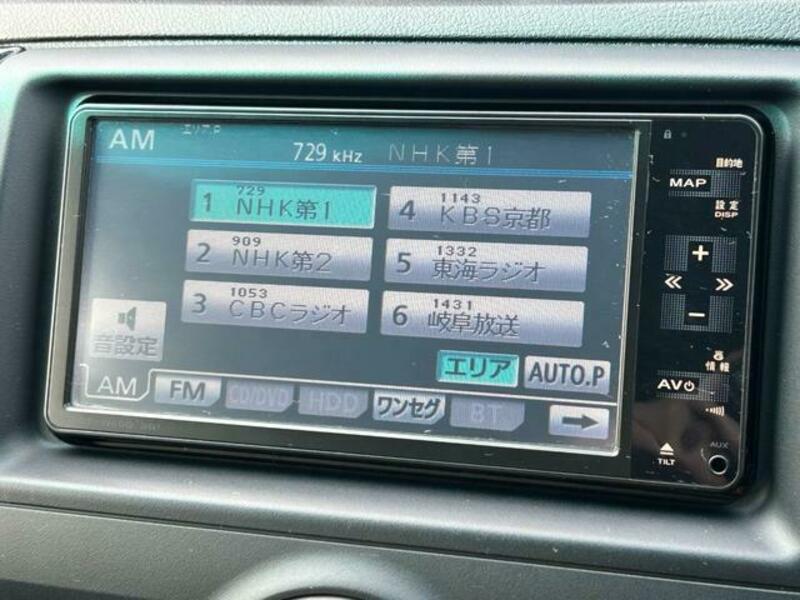 AM エリア.P
729 kHz NHK第1
1 729 NHK第1
4 1143 KBS京都
2 909 NHK第2
5 1332 東海ラジオ
3 1053 CBCラジオ
6 1431 岐阜放送
音設定
エリア AUTO.P
AM FM CD/DVD HDD ワンセグ BT
目的地
MAP
設定
DISP
+
−
情報
AV
TILT
AUX